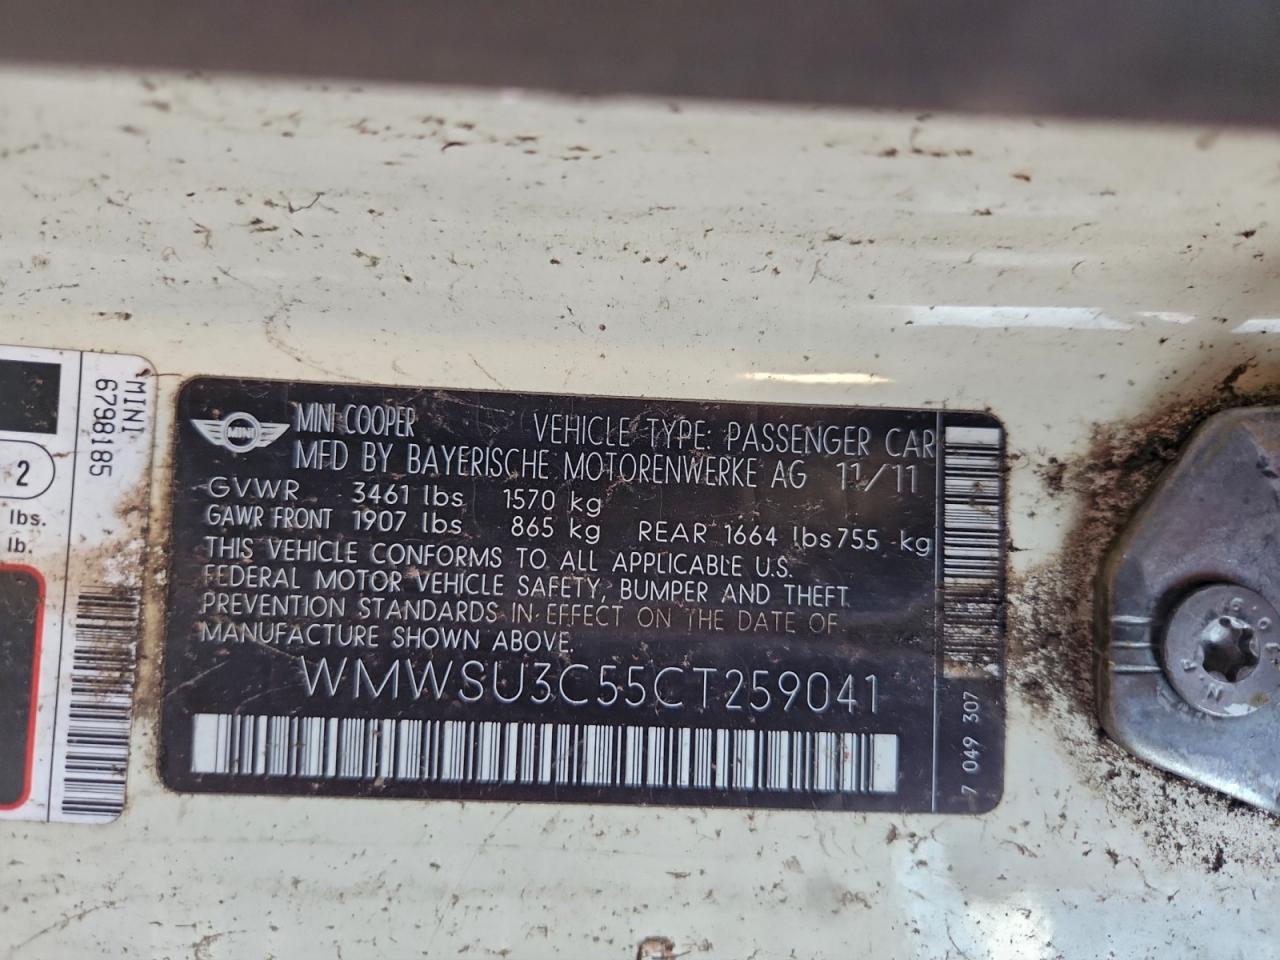 MINI
6798185
2
lbs.
lb.
MINI
MINI COOPER VEHICLE TYPE: PASSENGER CAR
MFD BY BAYERISCHE MOTORENWERKE AG 11/11
GVWR 3461 lbs 1570 kg
GAWR FRONT 1907 lbs 865 kg REAR 1664 lbs 755 kg
THIS VEHICLE CONFORMS TO ALL APPLICABLE U.S.
FEDERAL MOTOR VEHICLE SAFETY, BUMPER AND THEFT
PREVENTION STANDARDS IN EFFECT ON THE DATE OF
MANUFACTURE SHOWN ABOVE.
WMWSU3C55CT259041
7 049 307